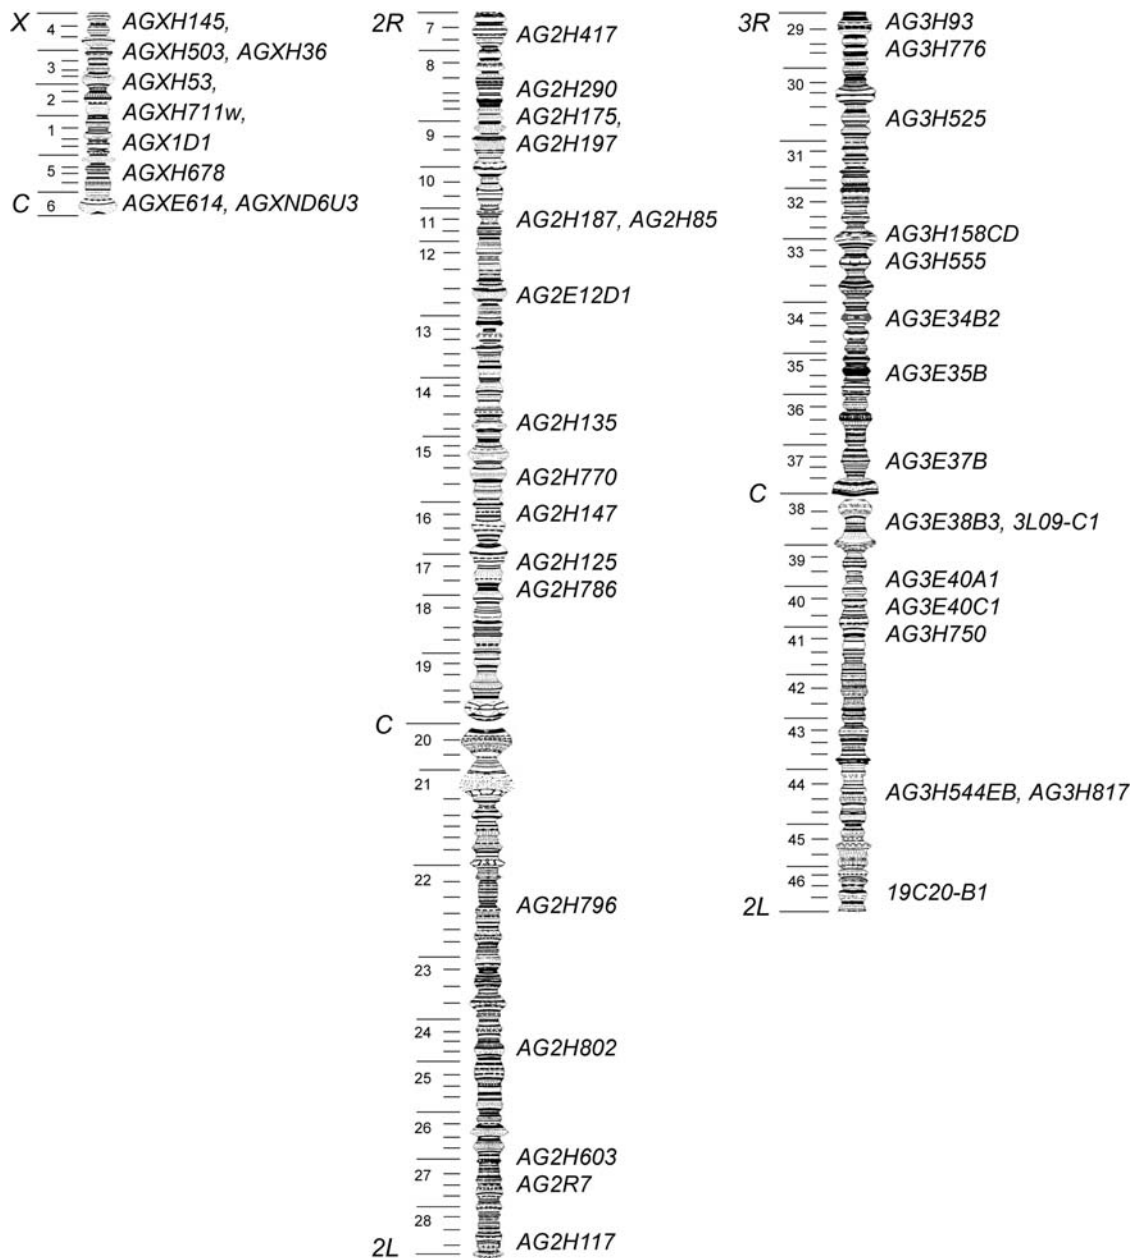 X
4
AGXH145,
AGXH503, AGXH36
3
AGXH53,
2
AGXH711w,
1
AGX1D1
5
AGXH678
C
6
AGXE614, AGXND6U3
2R
7
AG2H417
8
AG2H290
AG2H175,
9
AG2H197
10
11
AG2H187, AG2H85
12
AG2E12D1
13
14
AG2H135
15
AG2H770
16
AG2H147
17
AG2H125
AG2H786
18
19
C
20
21
22
AG2H796
23
24
AG2H802
25
26
AG2H603
27
AG2R7
28
2L
AG2H117
3R
29
AG3H93
AG3H776
30
AG3H525
31
32
AG3H158CD
33
AG3H555
34
AG3E34B2
35
AG3E35B
36
37
AG3E37B
C
38
AG3E38B3, 3L09-C1
39
AG3E40A1
40
AG3E40C1
41
AG3H750
42
43
44
AG3H544EB, AG3H817
45
46
19C20-B1
2L